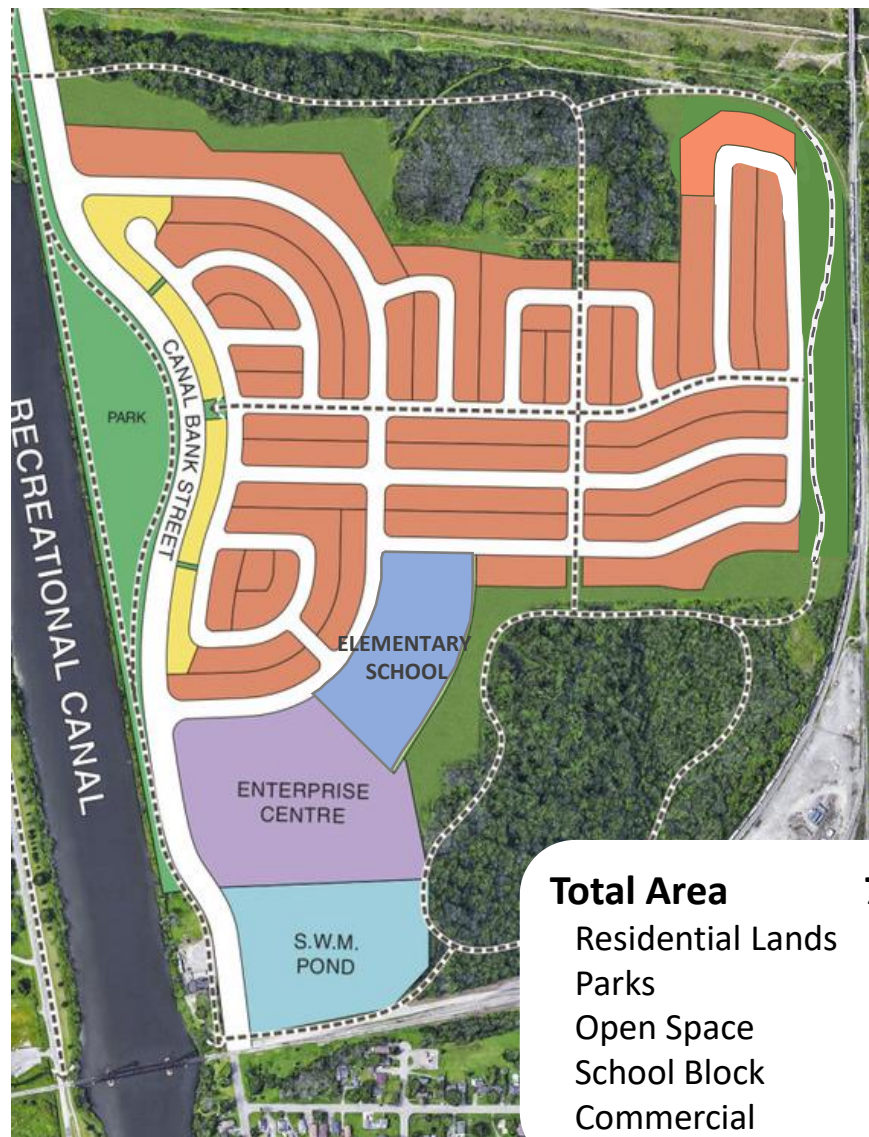 PARK
CANAL BANK STREET
RECREATIONAL CANAL
ELEMENTARY
SCHOOL
ENTERPRISE
CENTRE
S.W.M.
POND
Total Area
Residential Lands
Parks
Open Space
School Block
Commercial